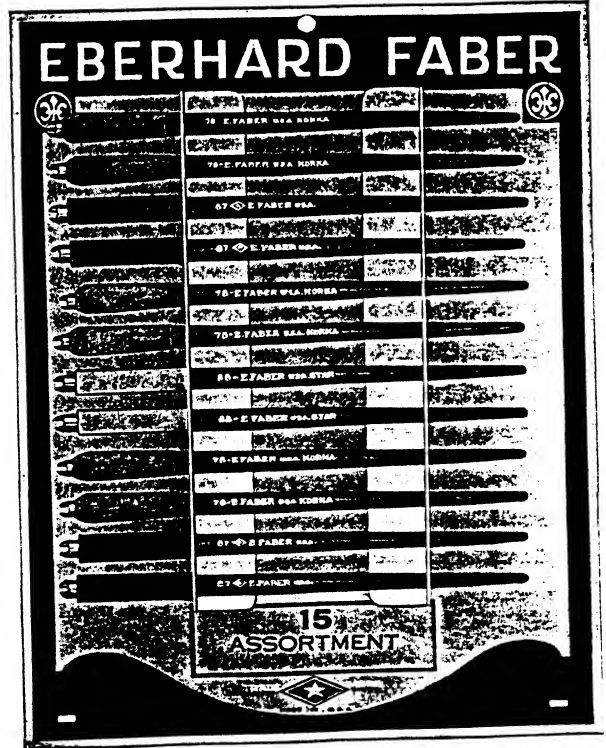 EBERHARD FABER
78-E.FABER USA KORKA
78-E.FABER USA KORKA
67 E.FABER USA.
67 E.FABER USA.
78-E.FABER USA.KORKA
78-E.FABER USA.KORKA
88-E.FABER USA.STAR
88-E.FABER USA.STAR
78-E.FABER USA.KORKA
78-E.FABER USA KORKA
67 E.FABER USA.
67 E.FABER USA.
15
ASSORTMENT